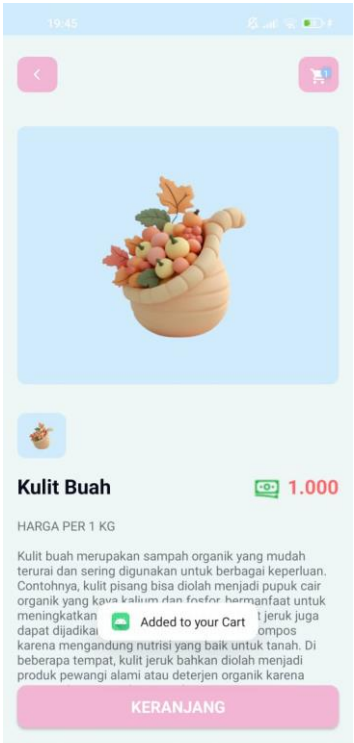 19:45
1
Kulit Buah
1.000
HARGA PER 1 KG
Kulit buah merupakan sampah organik yang mudah
terurai dan sering digunakan untuk berbagai keperluan.
Contohnya, kulit pisang bisa diolah menjadi pupuk cair
organik yang kaya kalium dan fosfor, bermanfaat untuk
meningkatkan t jeruk juga
Added to your Cart
dapat dijadikan ompos
karena mengandung nutrisi yang baik untuk tanah. Di
beberapa tempat, kulit jeruk bahkan diolah menjadi
produk pewangi alami atau deterjen organik karena
KERANJANG